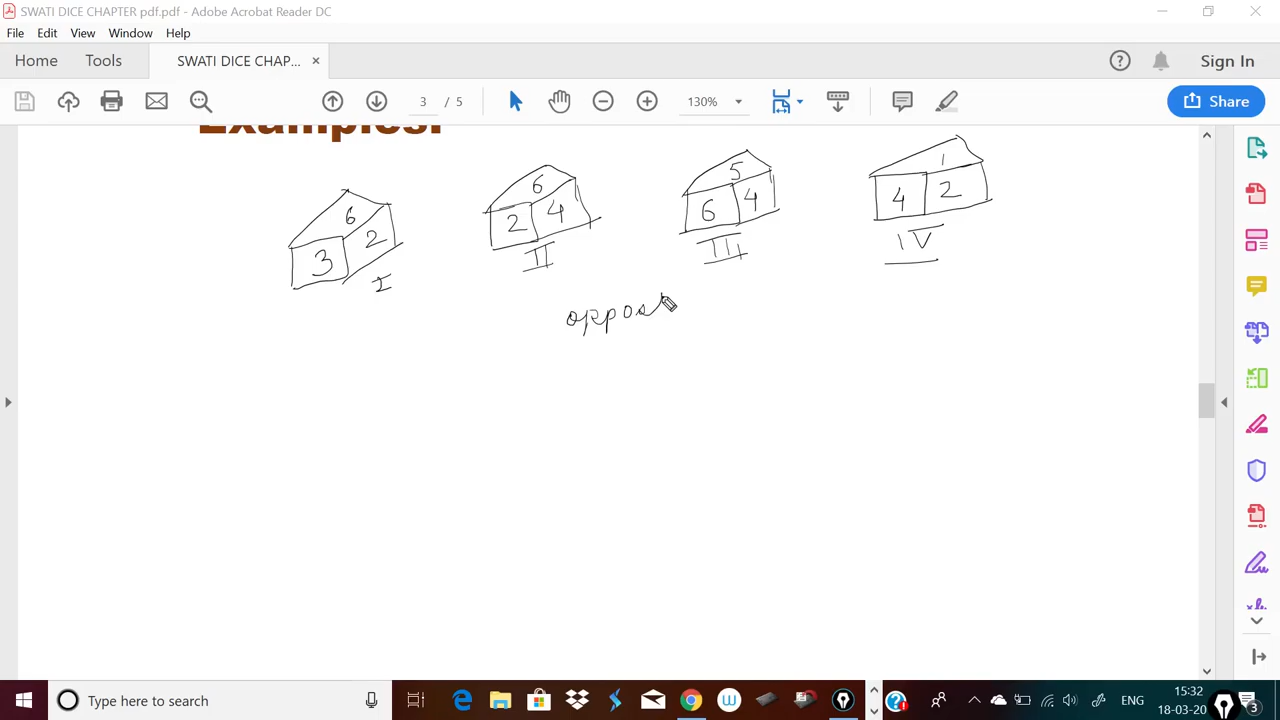 SWATI DICE CHAPTER pdf.pdf - Adobe Acrobat Reader DC
File Edit View Window Help
Home Tools SWATI DICE CHAP... × Sign In
3 / 5 130% Share
Examples:
6
3 2
I
6
2 4
II
5
6 4
III
1
4 2
IV
oppos
Type here to search
ENG
15:32
18-03-20
3